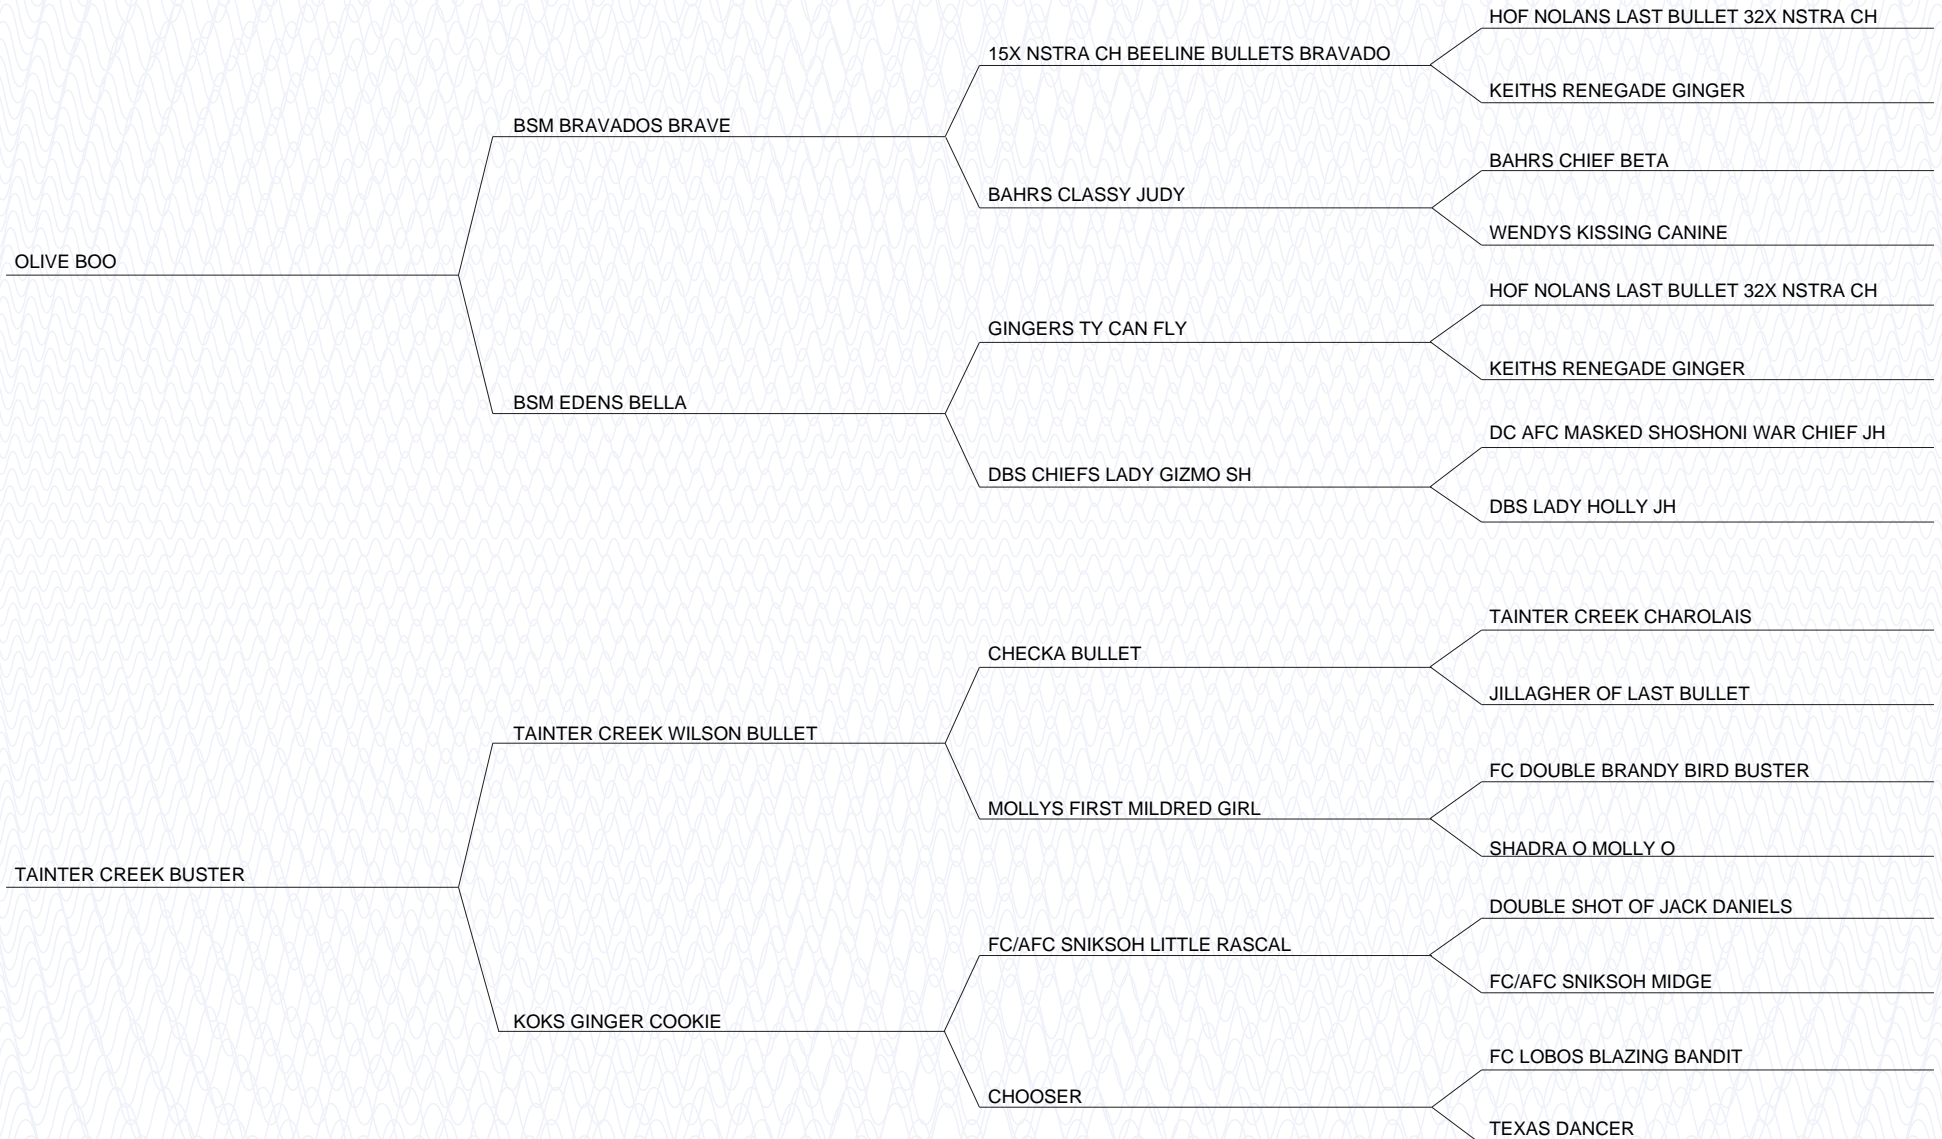 HOF NOLANS LAST BULLET 32X NSTRA CH
15X NSTRA CH BEELINE BULLETS BRAVADO
KEITHS RENEGADE GINGER
BSM BRAVADOS BRAVE
BAHRS CHIEF BETA
BAHRS CLASSY JUDY
WENDYS KISSING CANINE
OLIVE BOO
HOF NOLANS LAST BULLET 32X NSTRA CH
GINGERS TY CAN FLY
KEITHS RENEGADE GINGER
BSM EDENS BELLA
DC AFC MASKED SHOSHONI WAR CHIEF JH
DBS CHIEFS LADY GIZMO SH
DBS LADY HOLLY JH
TAINTER CREEK CHAROLAIS
CHECKA BULLET
JILLAGHER OF LAST BULLET
TAINTER CREEK WILSON BULLET
FC DOUBLE BRANDY BIRD BUSTER
MOLLYS FIRST MILDRED GIRL
SHADRA O MOLLY O
TAINTER CREEK BUSTER
DOUBLE SHOT OF JACK DANIELS
FC/AFC SNIKSOH LITTLE RASCAL
FC/AFC SNIKSOH MIDGE
KOKS GINGER COOKIE
FC LOBOS BLAZING BANDIT
CHOOSER
TEXAS DANCER